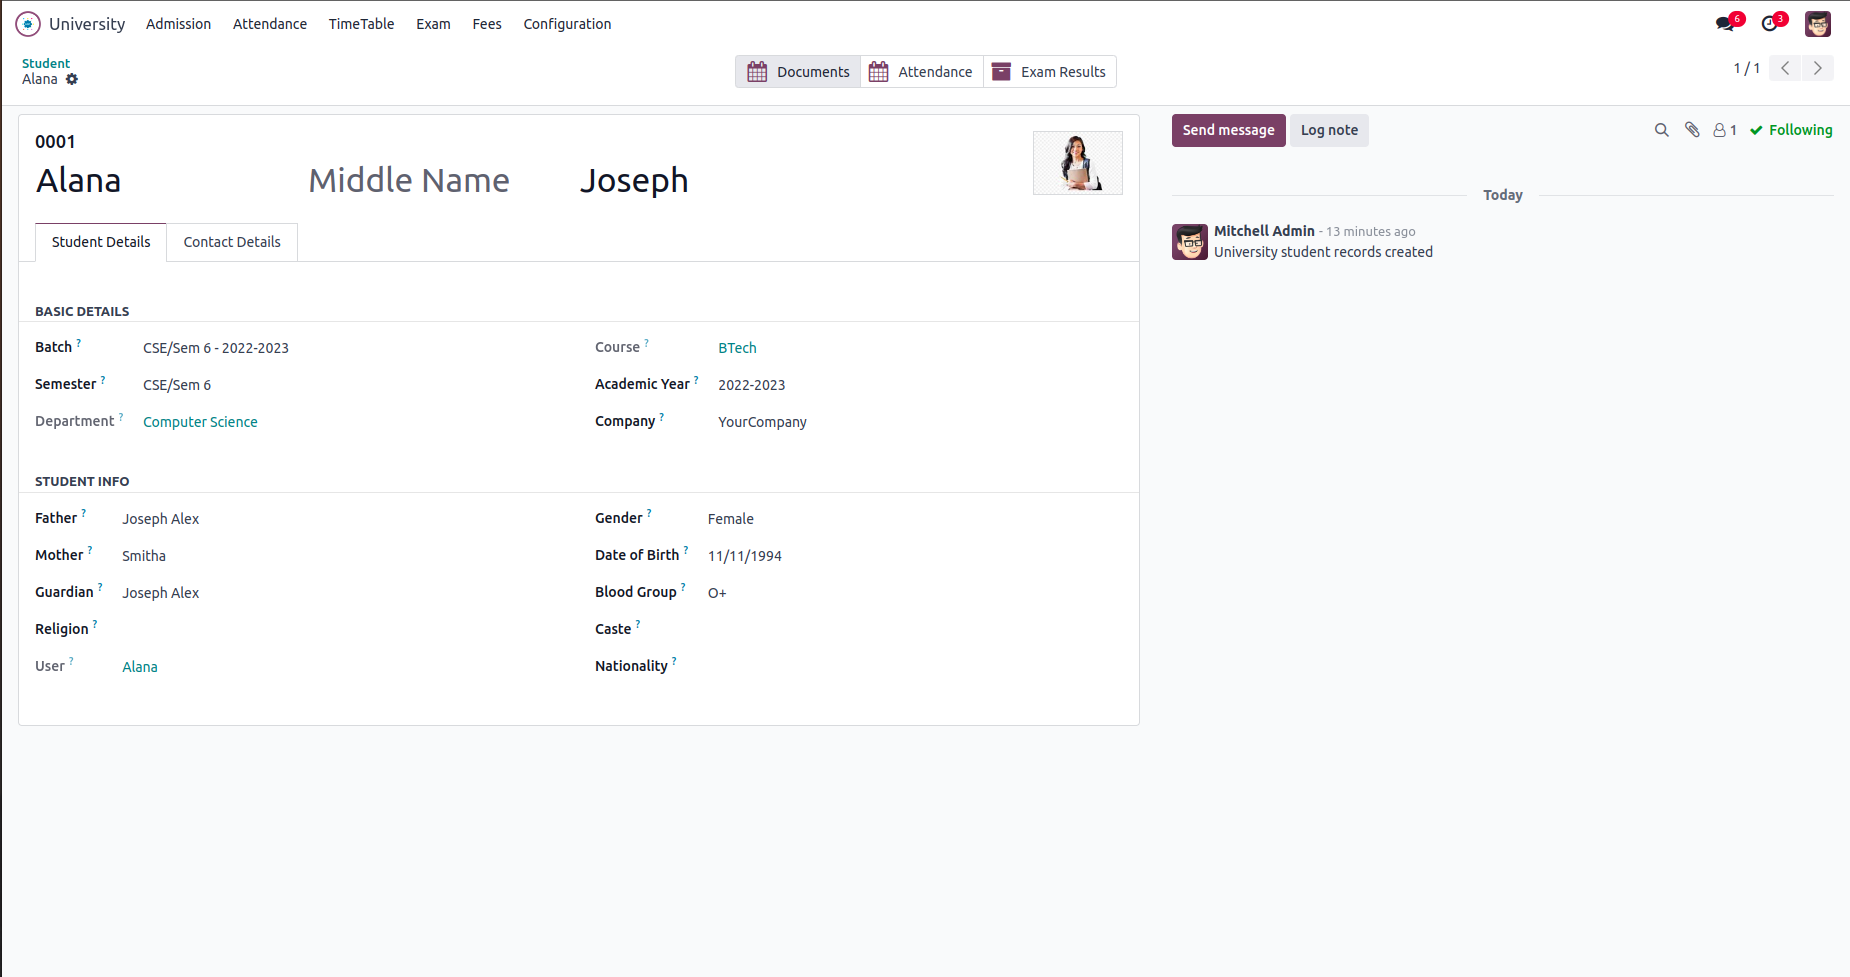 University Admission Attendance TimeTable Exam Fees Configuration 6 3
Student
Alana
Documents Attendance Exam Results
1 / 1
0001
Alana Middle Name Joseph
Student Details Contact Details
BASIC DETAILS
Batch ? CSE/Sem 6 - 2022-2023 Course ? BTech
Semester ? CSE/Sem 6 Academic Year ? 2022-2023
Department ? Computer Science Company ? YourCompany
STUDENT INFO
Father ? Joseph Alex Gender ? Female
Mother ? Smitha Date of Birth ? 11/11/1994
Guardian ? Joseph Alex Blood Group ? O+
Religion ? Caste ?
User ? Alana Nationality ?
Send message Log note 1 Following
Today
Mitchell Admin - 13 minutes ago
University student records created